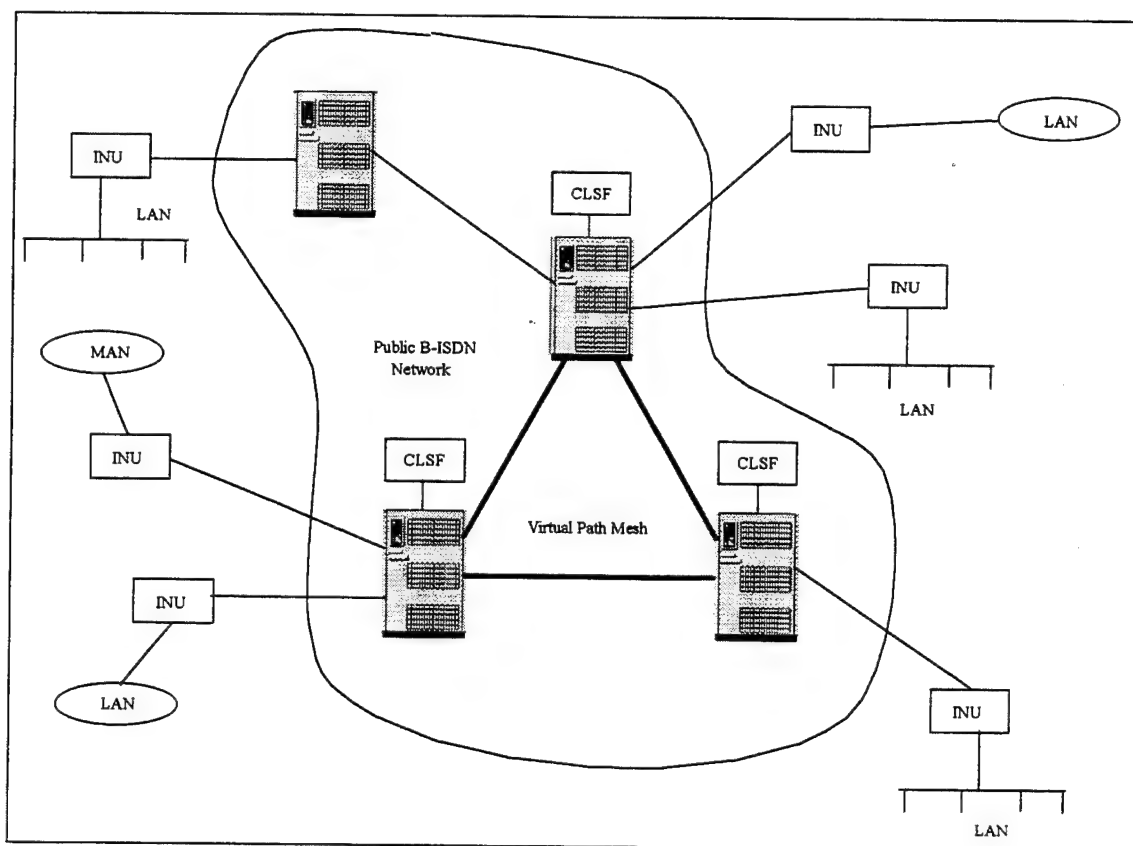 INU
LAN
CLSF
INU
LAN
INU
LAN
Public B-ISDN
Network
MAN
INU
CLSF
CLSF
Virtual Path Mesh
INU
LAN
INU
LAN